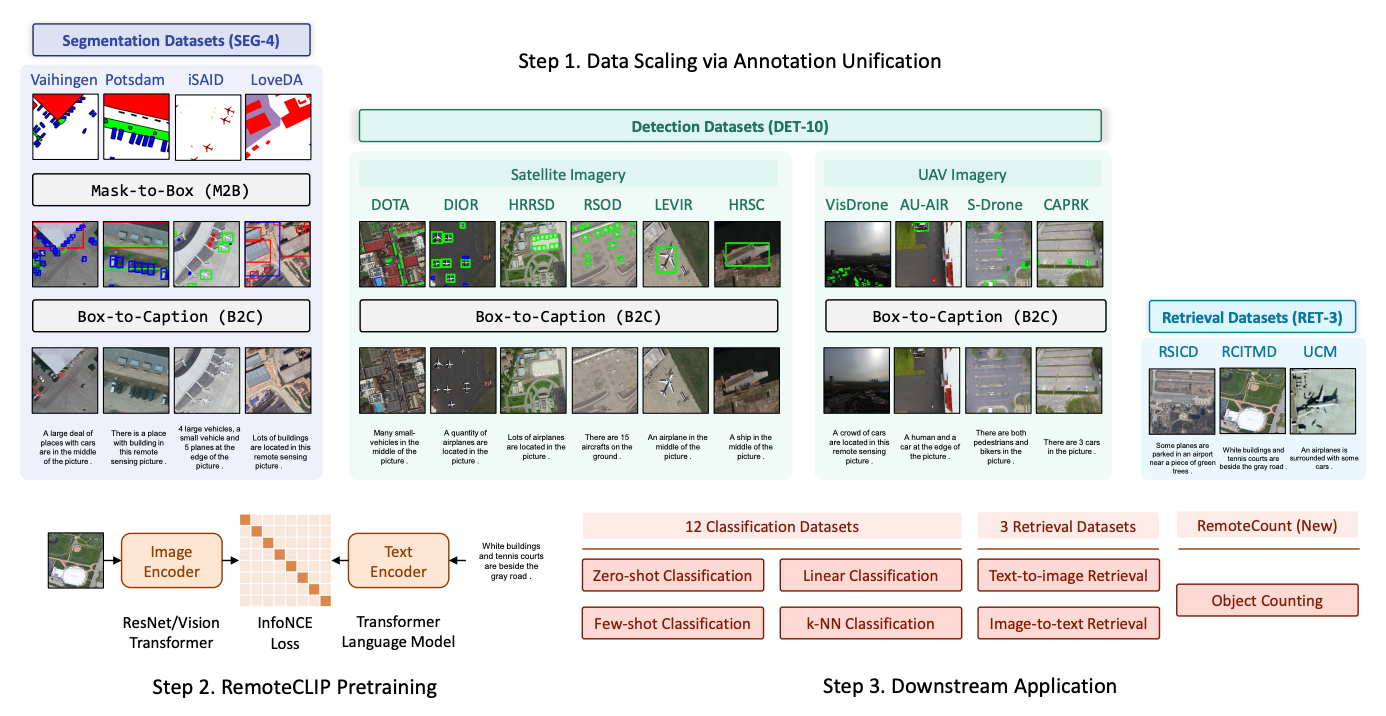 Segmentation Datasets (SEG-4)
Vaihingen Potsdam iSAID LoveDA
Mask-to-Box (M2B)
Box-to-Caption (B2C)
A large deal of
places with cars
are in the middle
of the picture .
There is a place
with building in
this remote
sensing picture .
4 large vehicles, a
small vehicle and
5 planes at the
edge of the
picture .
Lots of buildings
are located in this
remote sensing
picture .
Step 1. Data Scaling via Annotation Unification
Detection Datasets (DET-10)
Satellite Imagery
DOTA DIOR HRRSD RSOD LEVIR HRSC
Box-to-Caption (B2C)
Many small-
vehicles in the
middle of the
picture .
A quantity of
airplanes are
located in the
picture .
Lots of airplanes
are located in the
picture .
There are 15
aircrafts on the
ground .
An airplane in the
middle of the
picture .
A ship in the
middle of the
picture .
UAV Imagery
VisDrone AU-AIR S-Drone CAPRK
Box-to-Caption (B2C)
A crowd of cars
are located in this
remote sensing
picture .
A human and a
car at the edge of
the picture .
There are both
pedestrians and
bikers in the
picture .
There are 3 cars
in the picture .
Retrieval Datasets (RET-3)
RSICD RCITMD UCM
Some planes are
parked in an airport
near a piece of green
trees .
White buildings and
tennis courts are
beside the gray road .
An airplanes is
surrounded with some
cars .
Image
Encoder
Text
Encoder
White buildings
and tennis courts
are beside the
gray road .
ResNet/Vision
Transformer
InfoNCE
Loss
Transformer
Language Model
Step 2. RemoteCLIP Pretraining
12 Classification Datasets
Zero-shot Classification
Linear Classification
Few-shot Classification
k-NN Classification
3 Retrieval Datasets
Text-to-image Retrieval
Image-to-text Retrieval
RemoteCount (New)
Object Counting
Step 3. Downstream Application